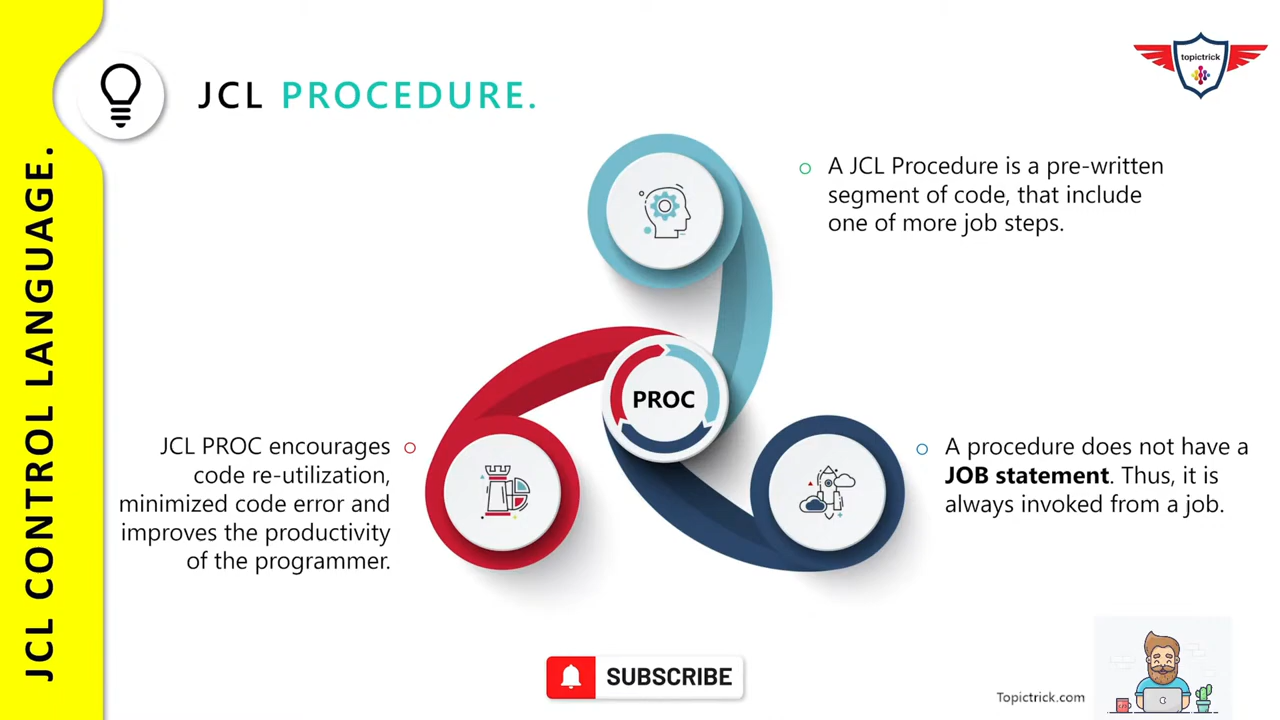 JCL CONTROL LANGUAGE.
JCL PROCEDURE.
topictrick
A JCL Procedure is a pre-written
segment of code, that include
one of more job steps.
PROC
JCL PROC encourages
code re-utilization,
minimized code error and
improves the productivity
of the programmer.
A procedure does not have a
JOB statement. Thus, it is
always invoked from a job.
SUBSCRIBE
Topictrick.com